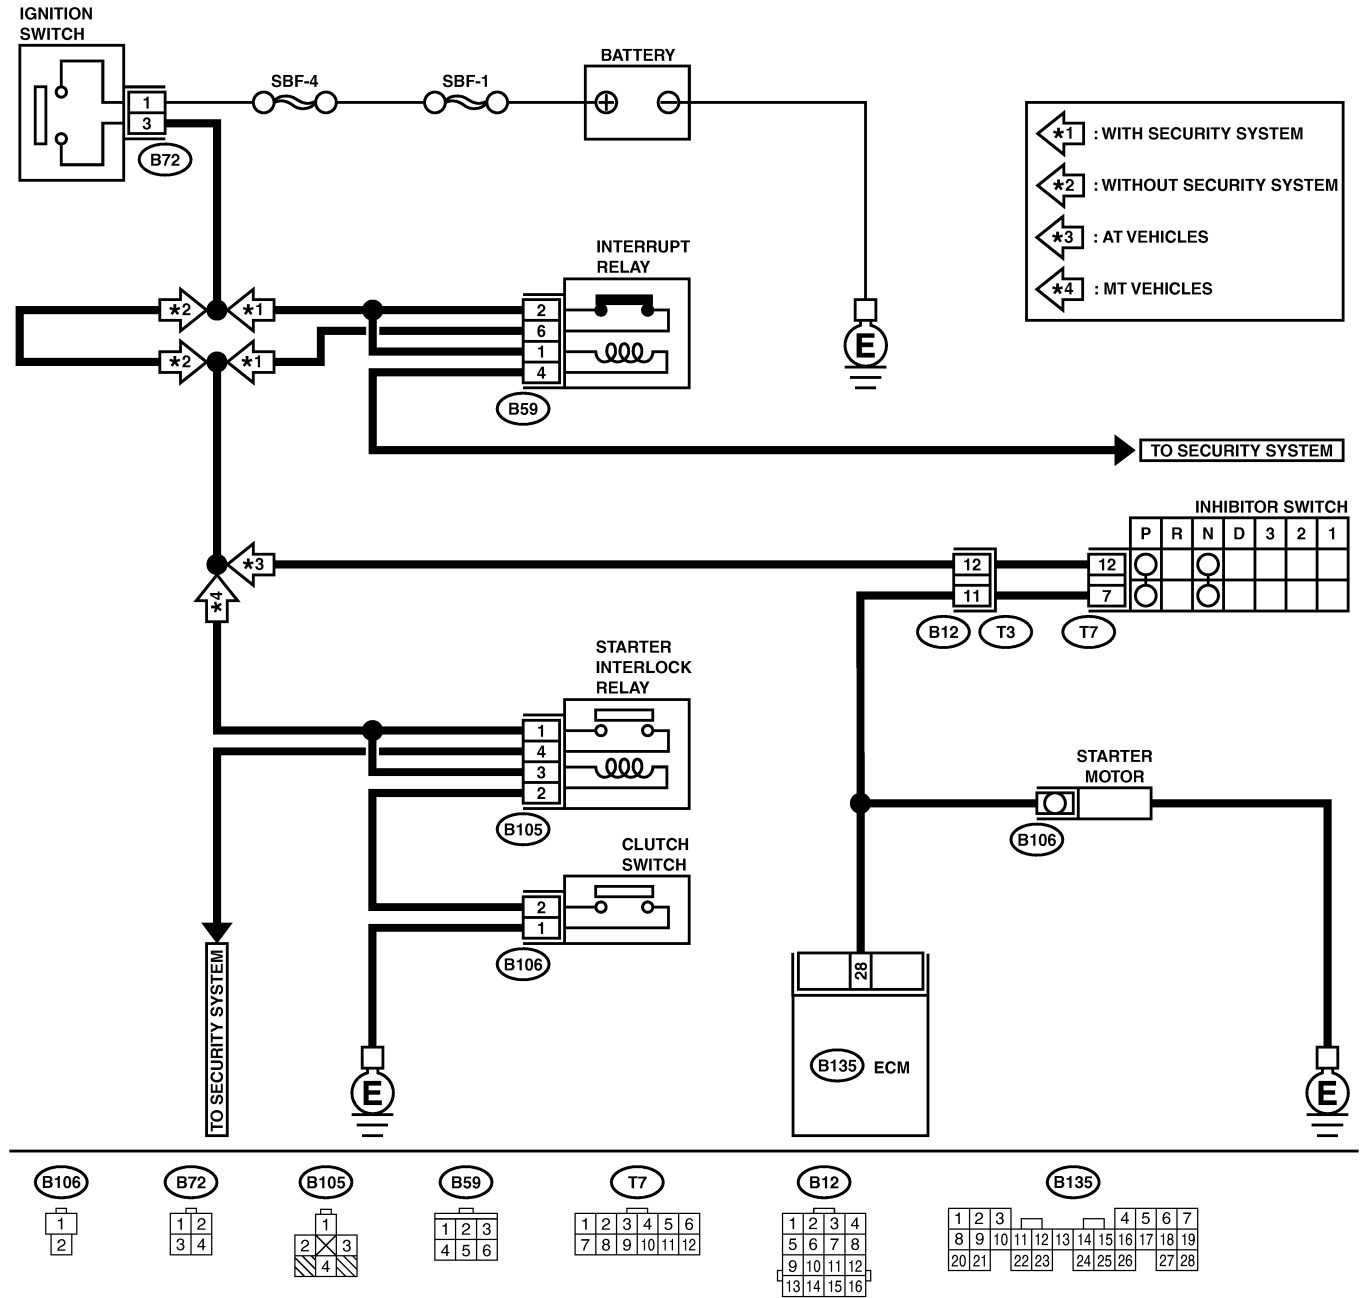 IGNITION
SWITCH
1
3
B72
SBF-4
SBF-1
BATTERY
+
−
E
*1 : WITH SECURITY SYSTEM
*2 : WITHOUT SECURITY SYSTEM
*3 : AT VEHICLES
*4 : MT VEHICLES
INTERRUPT
RELAY
*2
*1
*2
*1
2
6
1
4
B59
TO SECURITY SYSTEM
INHIBITOR SWITCH
P R N D 3 2 1
*3
*4
12
11
12
7
B12
T3
T7
STARTER
INTERLOCK
RELAY
1
4
3
2
B105
STARTER
MOTOR
B106
CLUTCH
SWITCH
2
1
B106
TO SECURITY SYSTEM
E
28
B135 ECM
E
B106
1
2
B72
1 2
3 4
B105
1
2 3
4
B59
1 2 3
4 5 6
T7
1 2 3 4 5 6
7 8 9 10 11 12
B12
1 2 3 4
5 6 7 8
9 10 11 12
13 14 15 16
B135
1 2 3 4 5 6 7
8 9 10 11 12 13 14 15 16 17 18 19
20 21 22 23 24 25 26 27 28